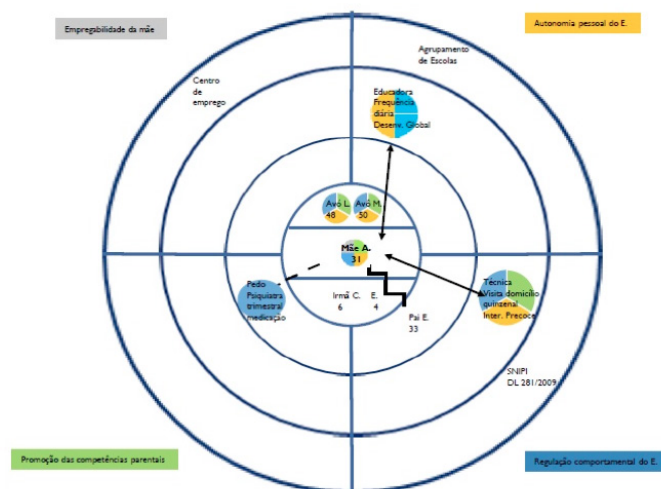 Empregabilidade da mãe
Autonomia pessoal do E.
Agrupamento
de Escolas
Centro
de
emprego
Educadora
Frequência
diária
Desenv. Global
Avó L.
48
Avó M.
50
Mãe A.
31
Pedo
Psiquiatra
trimestral
medicação
Irmã C.
6
E.
4
Pai E.
33
Técnica
Visita domicílio
quinsenal
Inter. Precoce
SNIPI
DL 281/2009
Promoção das competências parentais
Regulação comportamental do E.